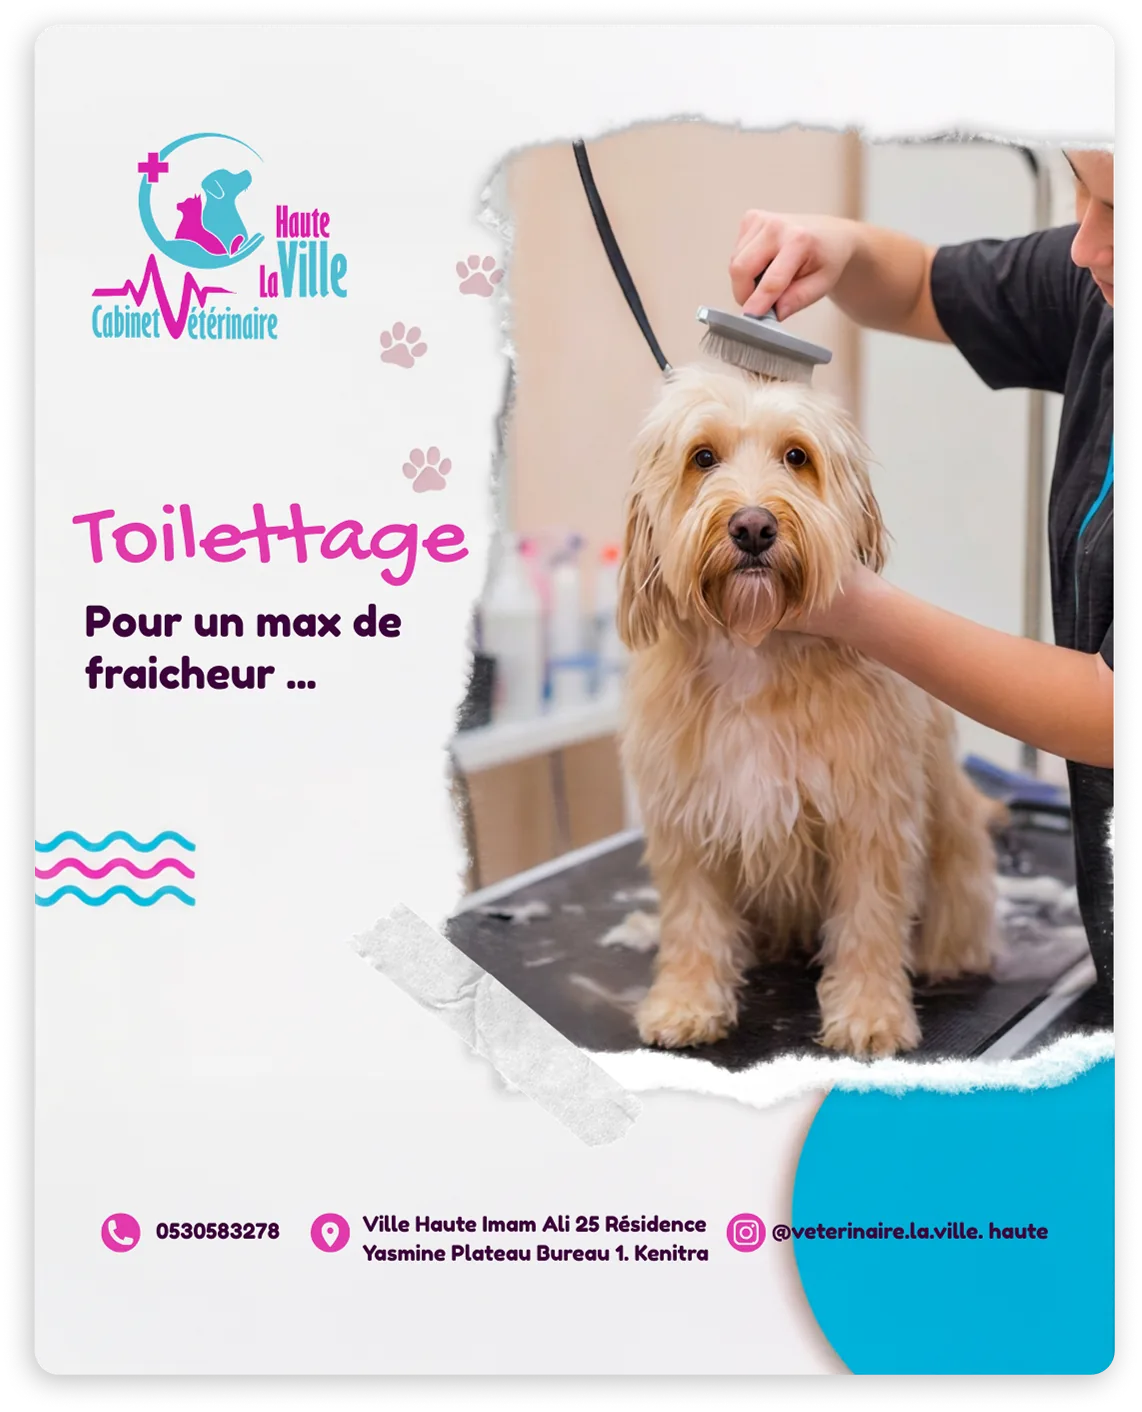 Haute
La Ville
Cabinet Vétérinaire
Toilettage
Pour un max de
fraicheur ...
0530583278
Ville Haute Imam Ali 25 Résidence
Yasmine Plateau Bureau 1. Kenitra
@veterinaire.la.ville. haute